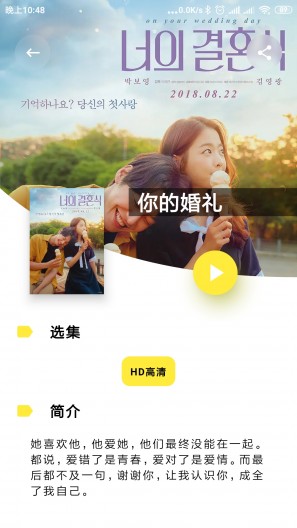 晚上10:48
0.0K/s
on your wedding day
너의 결혼식
박보영 김영광
2018.08.22
기억하나요? 당신의 첫사랑
너의 결혼식
你的婚礼
选集
HD高清
简介
她喜欢他，他爱她，他们最终没能在一起。
都说，爱错了是青春，爱对了是爱情。而最
后都不及一句，谢谢你，让我认识你，成全
了我自己。